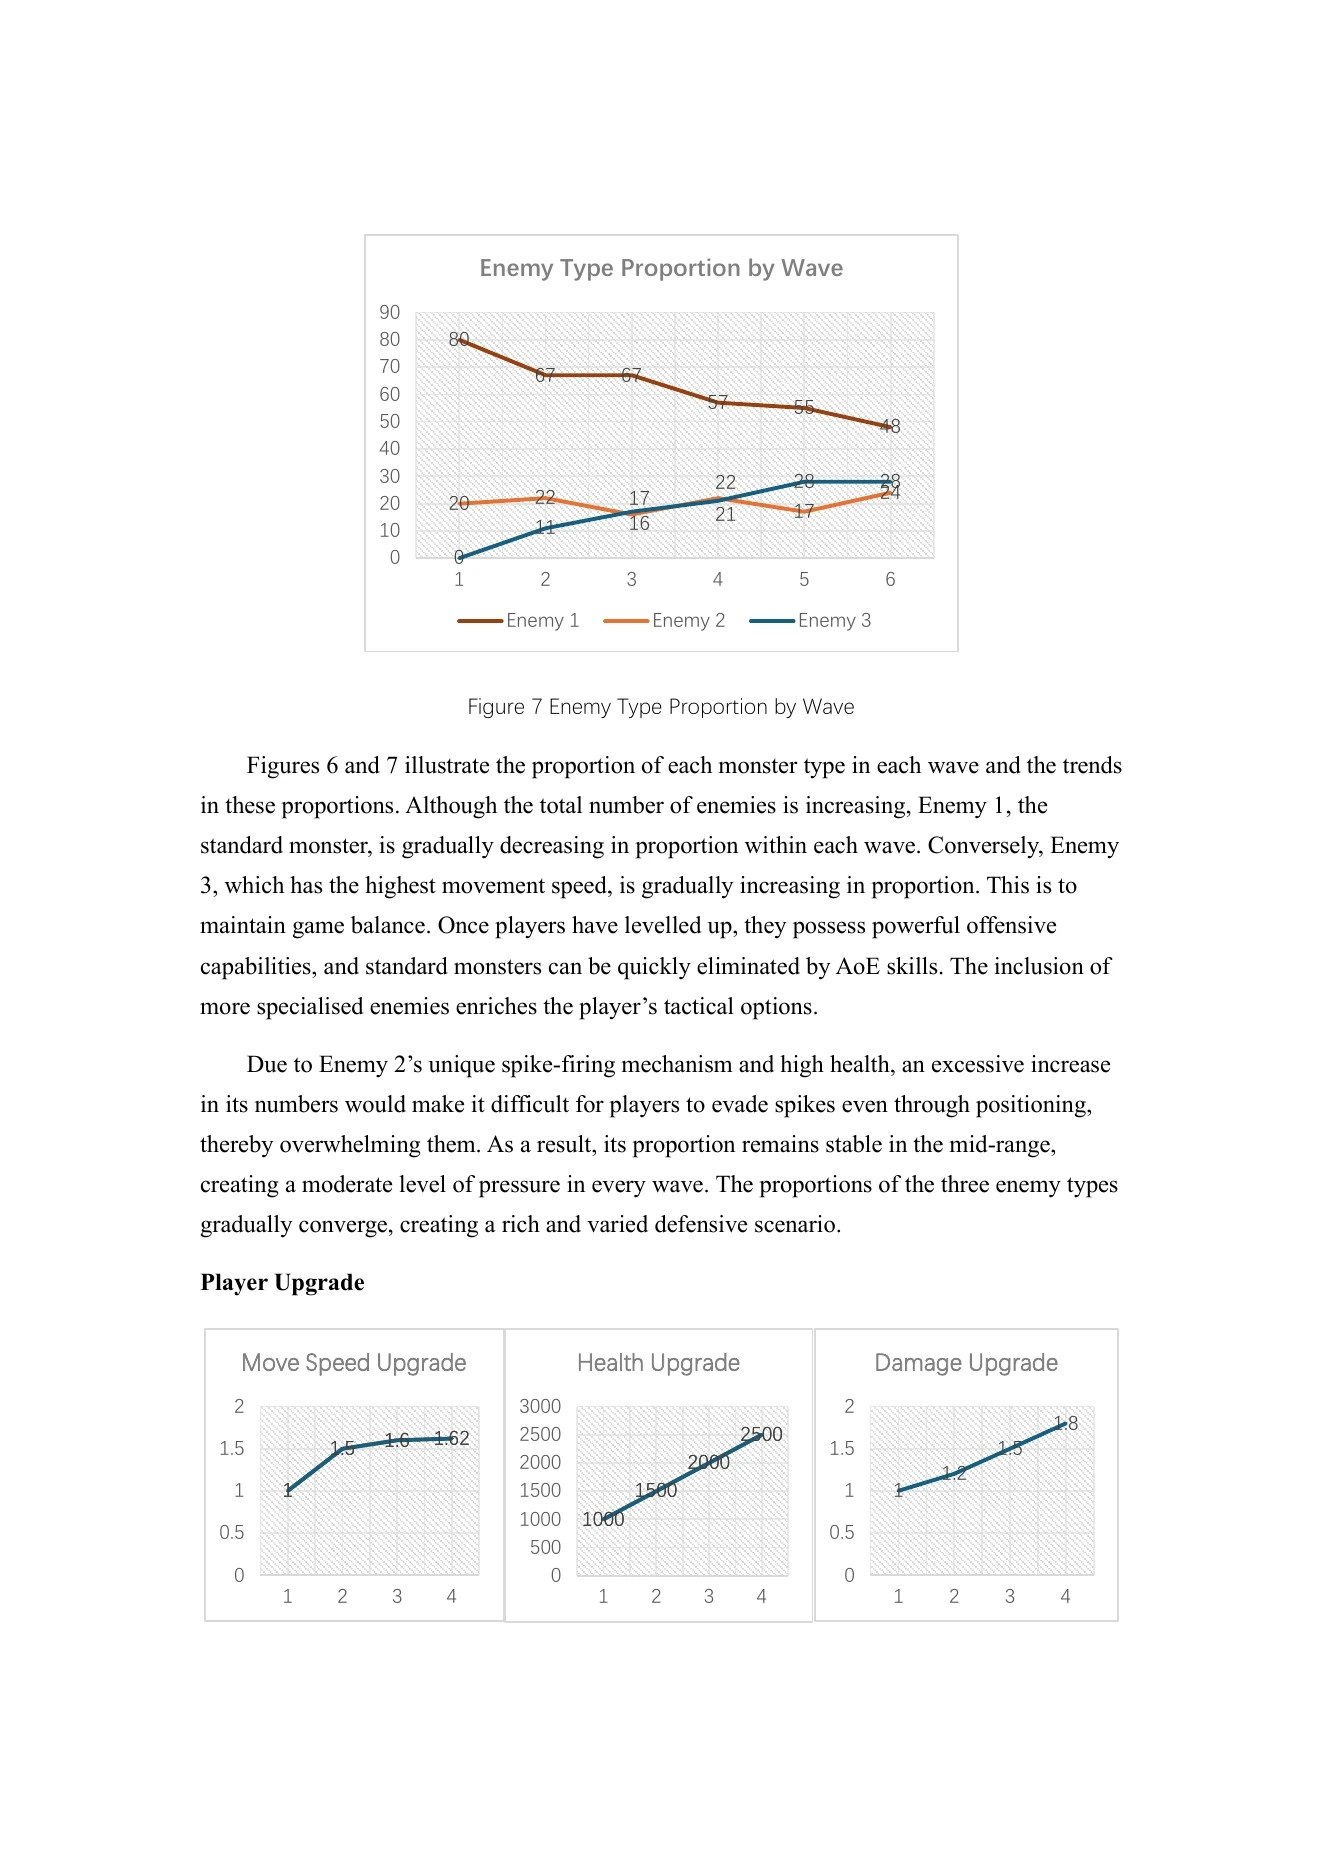 Enemy Type Proportion by Wave
90
80
70
60
50
40
30
20
10
0
80
67
67
57
55
48
20
22
16
22
17
24
0
11
17
21
28
28
1 2 3 4 5 6
Enemy 1 Enemy 2 Enemy 3
Figure 7 Enemy Type Proportion by Wave
Figures 6 and 7 illustrate the proportion of each monster type in each wave and the trends
in these proportions. Although the total number of enemies is increasing, Enemy 1, the
standard monster, is gradually decreasing in proportion within each wave. Conversely, Enemy
3, which has the highest movement speed, is gradually increasing in proportion. This is to
maintain game balance. Once players have levelled up, they possess powerful offensive
capabilities, and standard monsters can be quickly eliminated by AoE skills. The inclusion of
more specialised enemies enriches the player’s tactical options.
Due to Enemy 2’s unique spike-firing mechanism and high health, an excessive increase
in its numbers would make it difficult for players to evade spikes even through positioning,
thereby overwhelming them. As a result, its proportion remains stable in the mid-range,
creating a moderate level of pressure in every wave. The proportions of the three enemy types
gradually converge, creating a rich and varied defensive scenario.
Player Upgrade
Move Speed Upgrade
2
1.5
1
0.5
0
1
1.5
1.6
1.62
1 2 3 4
Health Upgrade
3000
2500
2000
1500
1000
500
0
1000
1500
2000
2500
1 2 3 4
Damage Upgrade
2
1.5
1
0.5
0
1
1.2
1.5
1.8
1 2 3 4